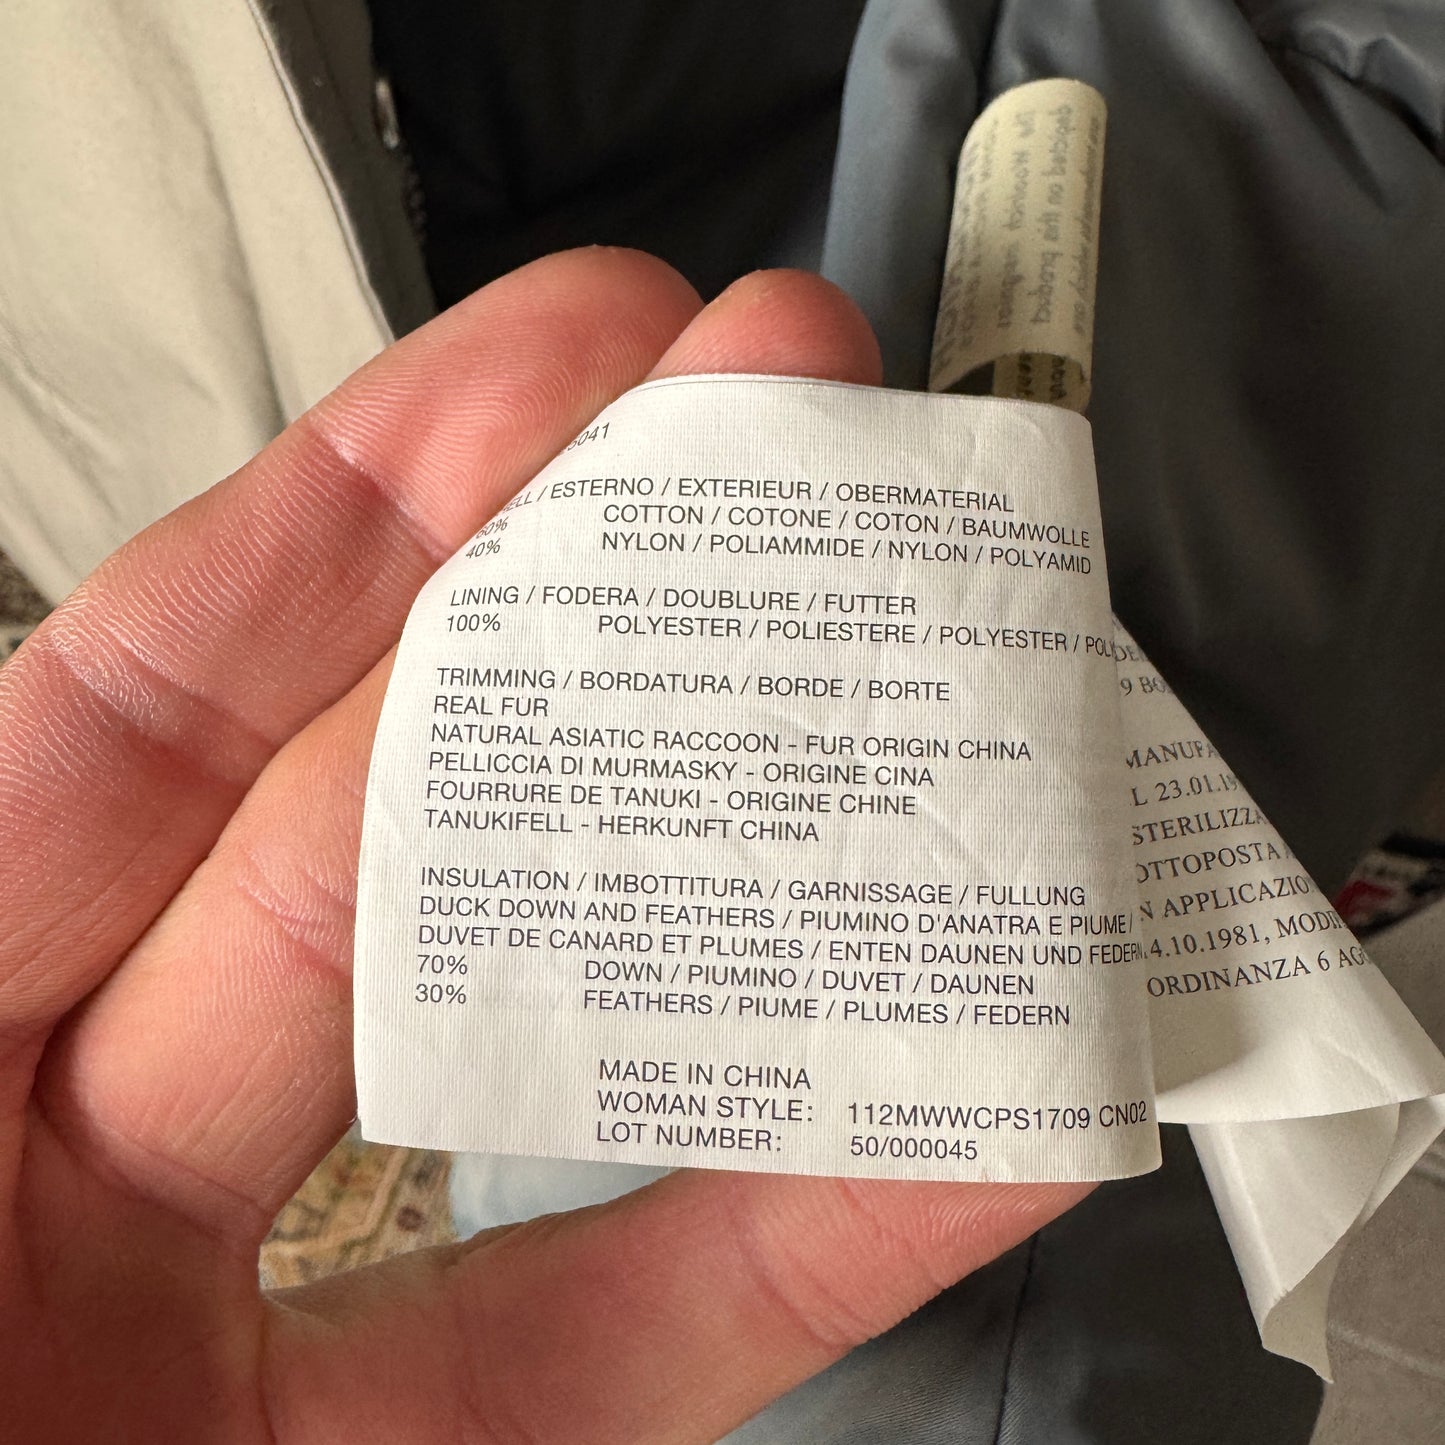 5041
/ ESTERNO / EXTERIEUR / OBERMATERIAL
60% COTTON / COTONE / COTON / BAUMWOLLE
40% NYLON / POLIAMMIDE / NYLON / POLYAMID
LINING / FODERA / DOUBLURE / FUTTER
100% POLYESTER / POLIESTERE / POLYESTER /
TRIMMING / BORDATURA / BORDE / BORTE
REAL FUR
NATURAL ASIATIC RACCOON - FUR ORIGIN CHINA
PELLICCIA DI MURMASKY - ORIGINE CINA
FOURRURE DE TANUKI - ORIGINE CHINE
TANUKIFELL - HERKUNFT CHINA
INSULATION / IMBOTTITURA / GARNISSAGE / FULLUNG
DUCK DOWN AND FEATHERS / PIUMINO D'ANATRA E PIUME /
DUVET DE CANARD ET PLUMES / ENTEN DAUNEN UND FEDERN
70% DOWN / PIUMINO / DUVET / DAUNEN
30% FEATHERS / PIUME / PLUMES / FEDERN
MADE IN CHINA
WOMAN STYLE: 112MWWCPS1709 CN02
LOT NUMBER: 50/000045
9
23.01.19
STERILIZZA
OTTOPOSTA
N APPLICAZIO
4.10.1981, MODI
ORDINANZA 6 AG